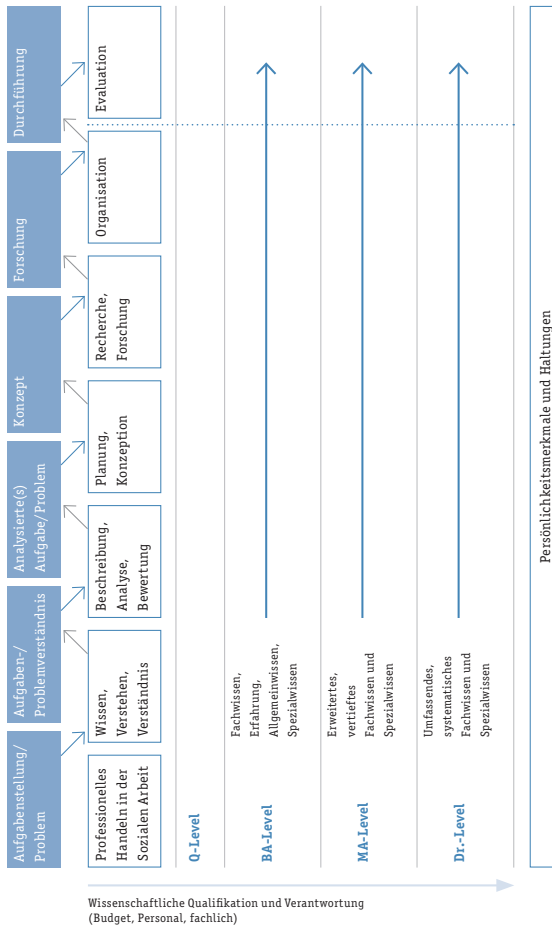 Aufgabenstellung/
Problem
Aufgaben-/
Problemverständnis
Analysierte(s)
Aufgabe/Problem
Konzept
Forschung
Durchführung
Professionelles
Handeln in der
Sozialen Arbeit
Wissen,
Verstehen,
Verständnis
Beschreibung,
Analyse,
Bewertung
Planung,
Konzeption
Recherche,
Forschung
Organisation
Evaluation
Q-Level
BA-Level
Fachwissen,
Erfahrung,
Allgemeinwissen,
Spezialwissen
MA-Level
Erweitertes,
vertieftes
Fachwissen und
Spezialwissen
Dr.-Level
Umfassendes,
systematisches
Fachwissen und
Spezialwissen
Persönlichkeitsmerkmale und Haltungen
Wissenschaftliche Qualifikation und Verantwortung
(Budget, Personal, fachlich)